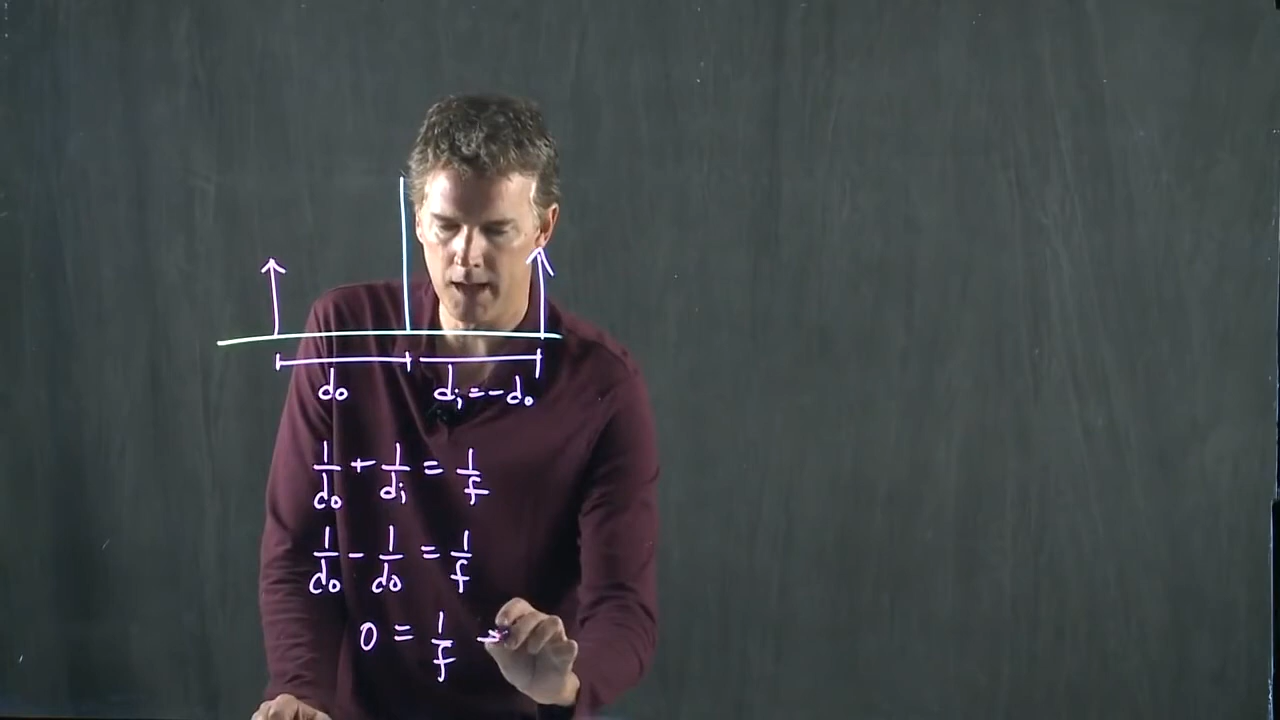 do di = -do
1/do + 1/di = 1/f
1/do - 1/do = 1/f
0 = 1/f →